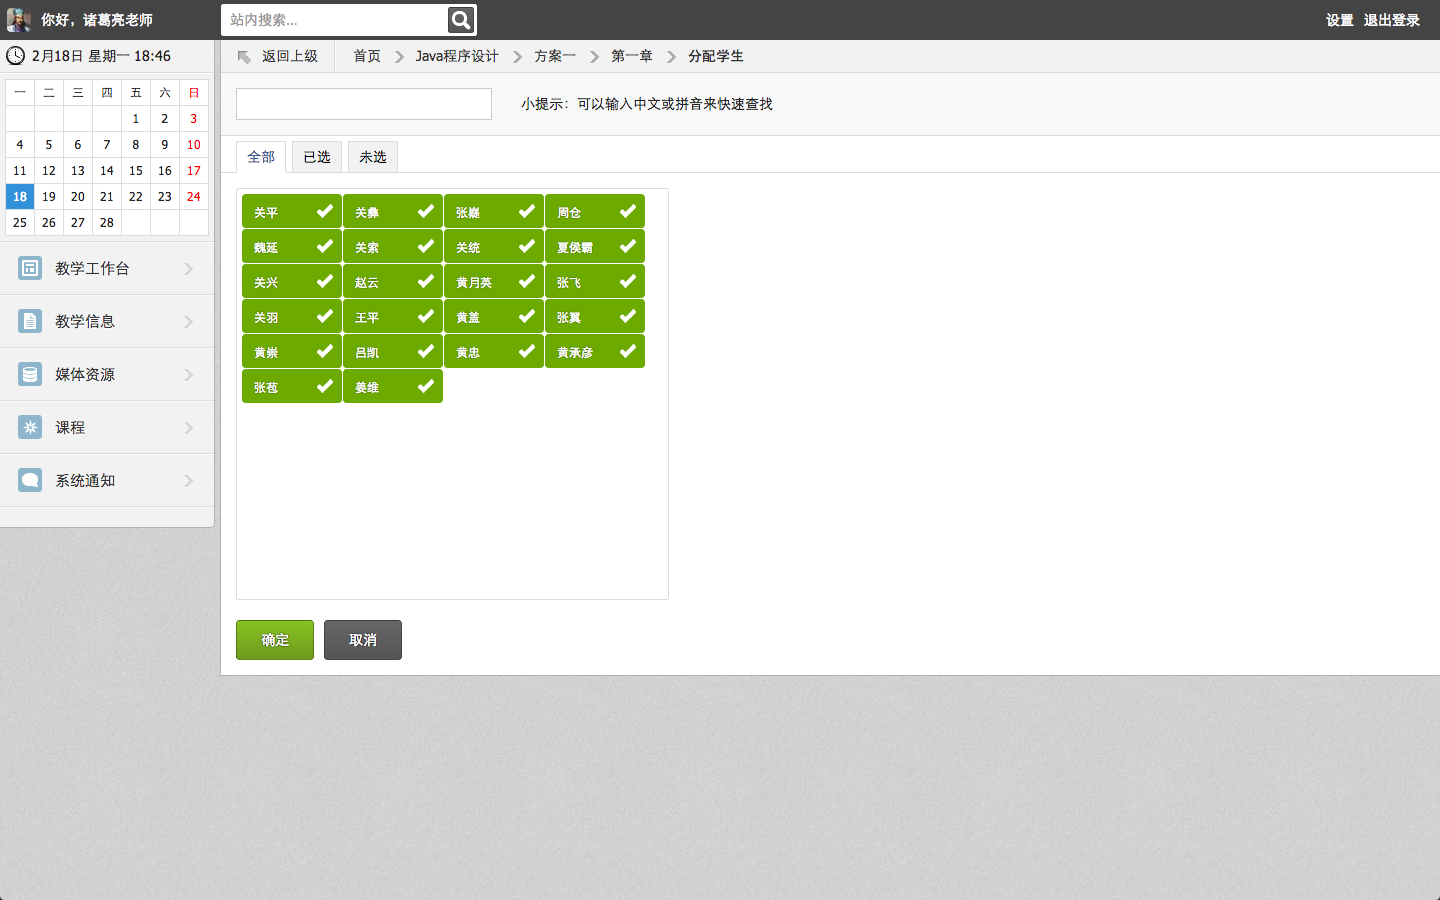 你好，诸葛亮老师
站内搜索...
设置 退出登录
2月18日 星期一 18:46
返回上级 首页 Java程序设计 方案一 第一章 分配学生
一 二 三 四 五 六 日
1 2 3
4 5 6 7 8 9 10
11 12 13 14 15 16 17
18 19 20 21 22 23 24
25 26 27 28
教学工作台
教学信息
媒体资源
课程
系统通知
小提示：可以输入中文或拼音来快速查找
全部 已选 未选
关平 关彝 张嶷 周仓
魏延 关索 关统 夏侯霸
关兴 赵云 黄月英 张飞
关羽 王平 黄盖 张翼
黄崇 吕凯 黄忠 黄承彦
张苞 姜维
确定 取消